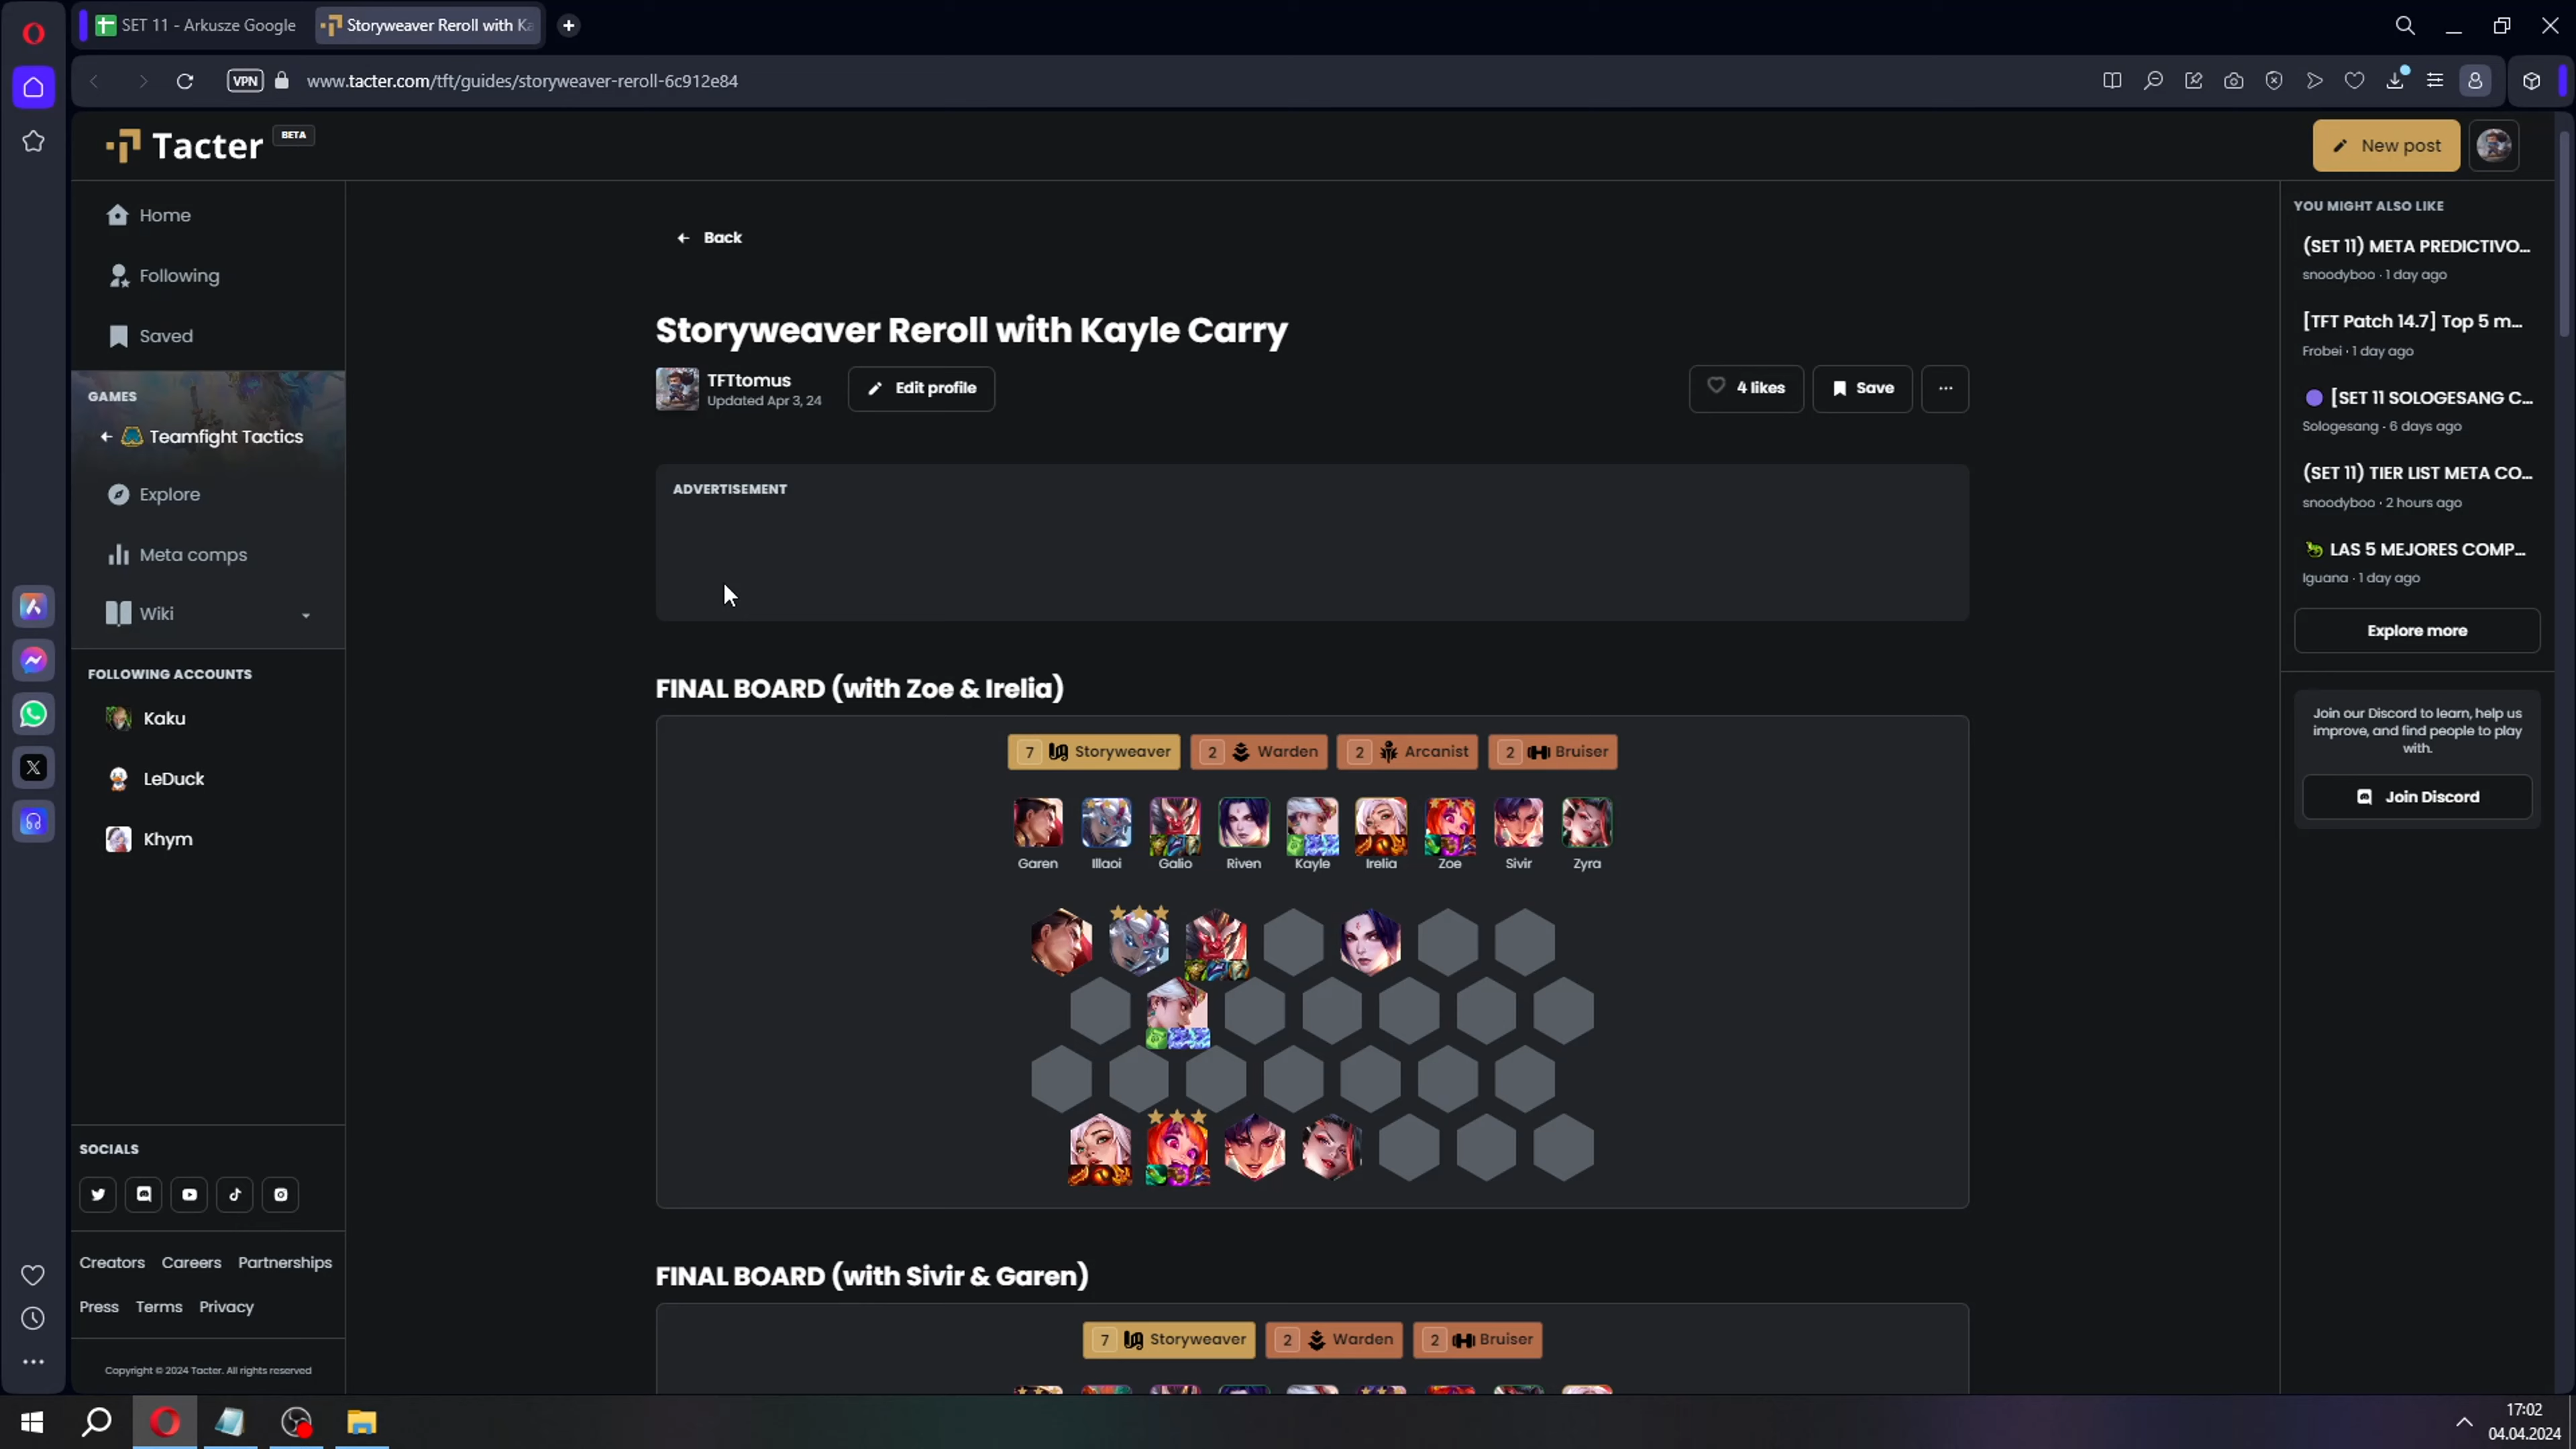 SET 11 - Arkusze Google
Storyweaver Reroll with Ka
VPN
www.tacter.com/tft/guides/storyweaver-reroll-6c912e84
Tacter
BETA
New post
Home
Following
Saved
GAMES
Teamfight Tactics
Explore
Meta comps
Wiki
FOLLOWING ACCOUNTS
Kaku
LeDuck
Khym
SOCIALS
Creators Careers Partnerships
Press Terms Privacy
Copyright © 2024 Tacter. All rights reserved
Back
Storyweaver Reroll with Kayle Carry
TFTtomus
Updated Apr 3, 24
Edit profile
4 likes
Save
ADVERTISEMENT
FINAL BOARD (with Zoe & Irelia)
7 Storyweaver 2 Warden 2 Arcanist 2 Bruiser
Garen Illaoi Galio Riven Kayle Irelia Zoe Sivir Zyra
FINAL BOARD (with Sivir & Garen)
7 Storyweaver 2 Warden 2 Bruiser
YOU MIGHT ALSO LIKE
(SET 11) META PREDICTIVO...
snoodyboo · 1 day ago
[TFT Patch 14.7] Top 5 m...
Frobei · 1 day ago
[SET 11 SOLOGESANG C...
Sologesang · 6 days ago
(SET 11) TIER LIST META CO...
snoodyboo · 2 hours ago
LAS 5 MEJORES COMP...
Iguana · 1 day ago
Explore more
Join our Discord to learn, help us
improve, and find people to play
with.
Join Discord
17:02
04.04.2024